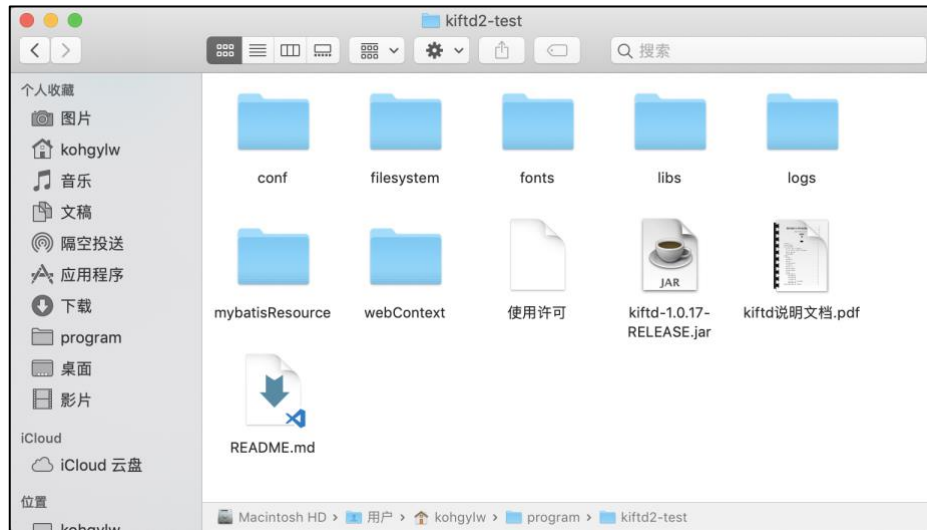 kiftd2-test
搜索
个人收藏
图片
kohgylw
音乐
文稿
隔空投送
应用程序
下载
program
桌面
影片
iCloud
iCloud 云盘
位置
kohgylw
conf
filesystem
fonts
libs
logs
mybatisResource
webContext
使用许可
JAR
kiftd-1.0.17-
RELEASE.jar
kiftd说明文档.pdf
README.md
Macintosh HD › 用户 › kohgylw › program › kiftd2-test